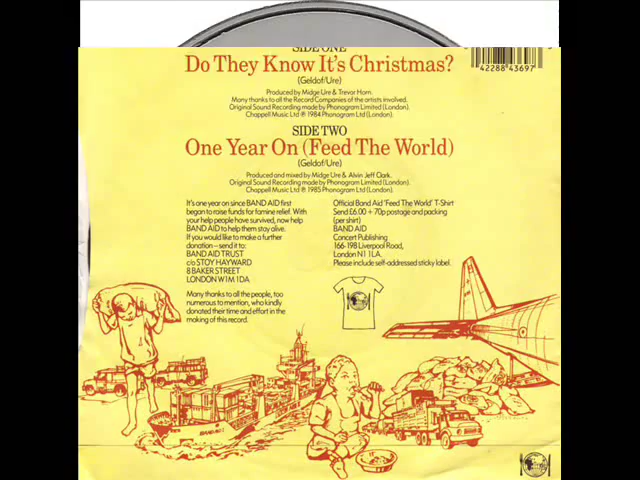 SIDE ONE
Do They Know It's Christmas?
(Geldof/Ure)
Produced by Midge Ure & Trevor Horn.
Many thanks to all the Record Companies of the artists involved.
Original Sound Recording made by Phonogram Limited (London).
Chappell Music Ltd ℗ 1984 Phonogram Ltd (London).
42288 43697
SIDE TWO
One Year On (Feed The World)
(Geldof/Ure)
Produced and mixed by Midge Ure & Alvin Jeff Clark.
Original Sound Recording made by Phonogram Limited (London).
Chappell Music Ltd ℗ 1985 Phonogram Ltd (London).
It's one year on since BAND AID first
began to raise funds for famine relief. With
your help people have survived, now help
BAND AID to help them stay alive.
If you would like to make a further
donation – send it to:
BAND AID TRUST
c/o STOY HAYWARD
8 BAKER STREET
LONDON W1M 1DA
Many thanks to all the people, too
numerous to mention, who kindly
donated their time and effort in the
making of this record.
Official Band Aid 'Feed The World' T-Shirt
Send £6.00 + 70p postage and packing
(per shirt)
BAND AID
Concert Publishing
166-198 Liverpool Road,
London N1 1LA.
Please include self-addressed sticky label.